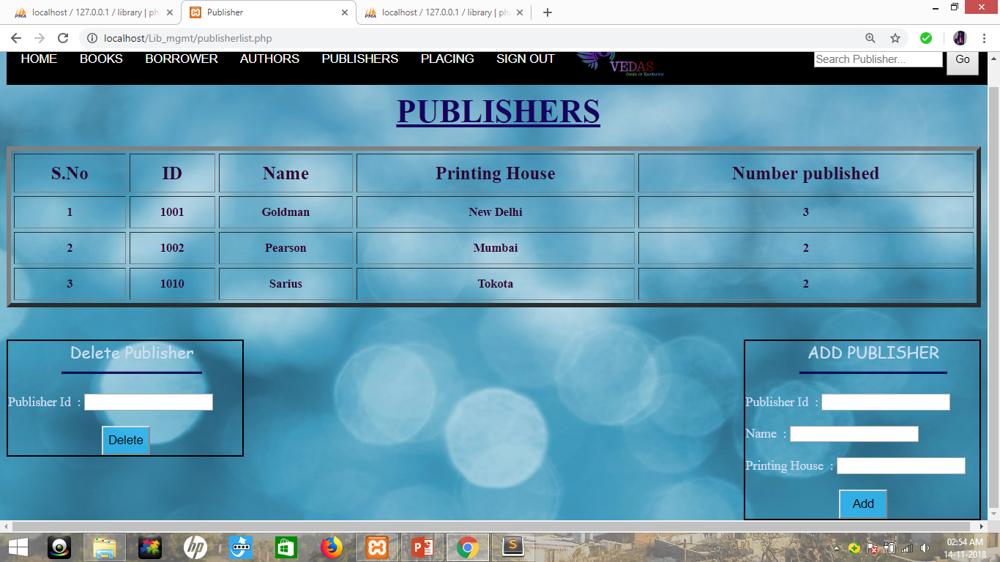 localhost / 127.0.0.1 / library | ph
Publisher
localhost / 127.0.0.1 / library | ph
localhost/Lib_mgmt/publisherlist.php
HOME BOOKS BORROWER AUTHORS PUBLISHERS PLACING SIGN OUT
VEDAS
Search Publisher...
Go
PUBLISHERS
S.No ID Name Printing House Number published
1 1001 Goldman New Delhi 3
2 1002 Pearson Mumbai 2
3 1010 Sarius Tokota 2
Delete Publisher
Publisher Id :
Delete
ADD PUBLISHER
Publisher Id :
Name :
Printing House :
Add
02:54 AM
14-11-2018